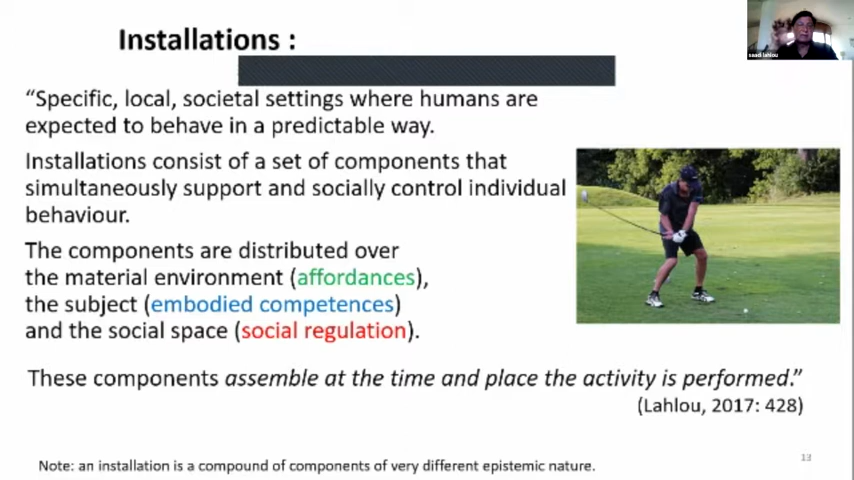 Installations :
saadi lahlou
“Specific, local, societal settings where humans are
expected to behave in a predictable way.
Installations consist of a set of components that
simultaneously support and socially control individual
behaviour.
The components are distributed over
the material environment (affordances),
the subject (embodied competences)
and the social space (social regulation).
These components assemble at the time and place the activity is performed.”
(Lahlou, 2017: 428)
Note: an installation is a compound of components of very different epistemic nature.
13